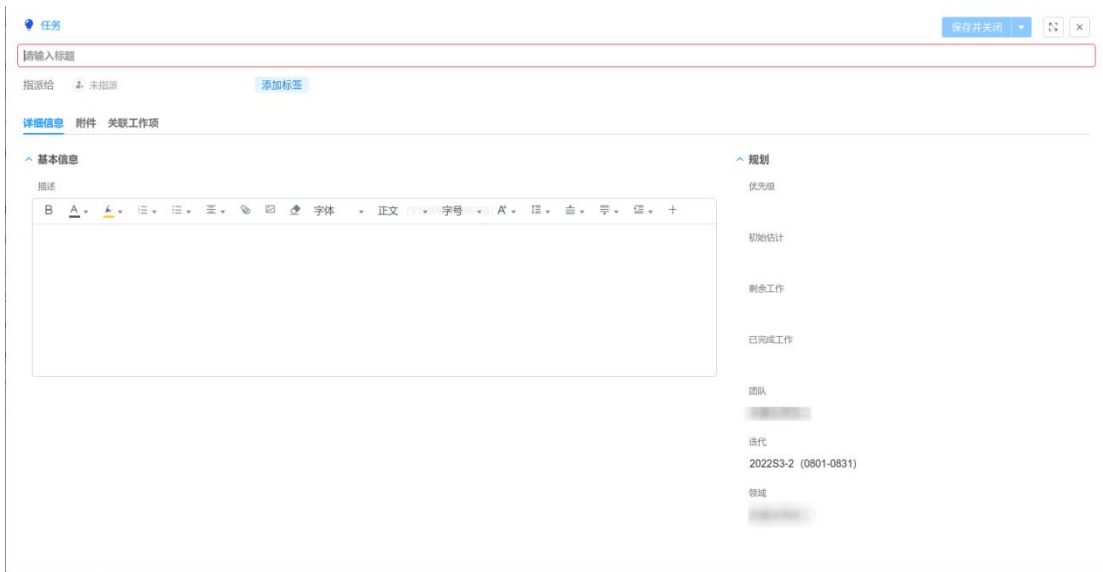 任务
保存并关闭
请输入标题
指派给 未指派 添加标签
详细信息 附件 关联工作项
基本信息
描述
B A 字体 正文 字号 A
规划
优先级
初始估计
剩余工作
已完成工作
团队
迭代
2022S3-2（0801-0831）
领域